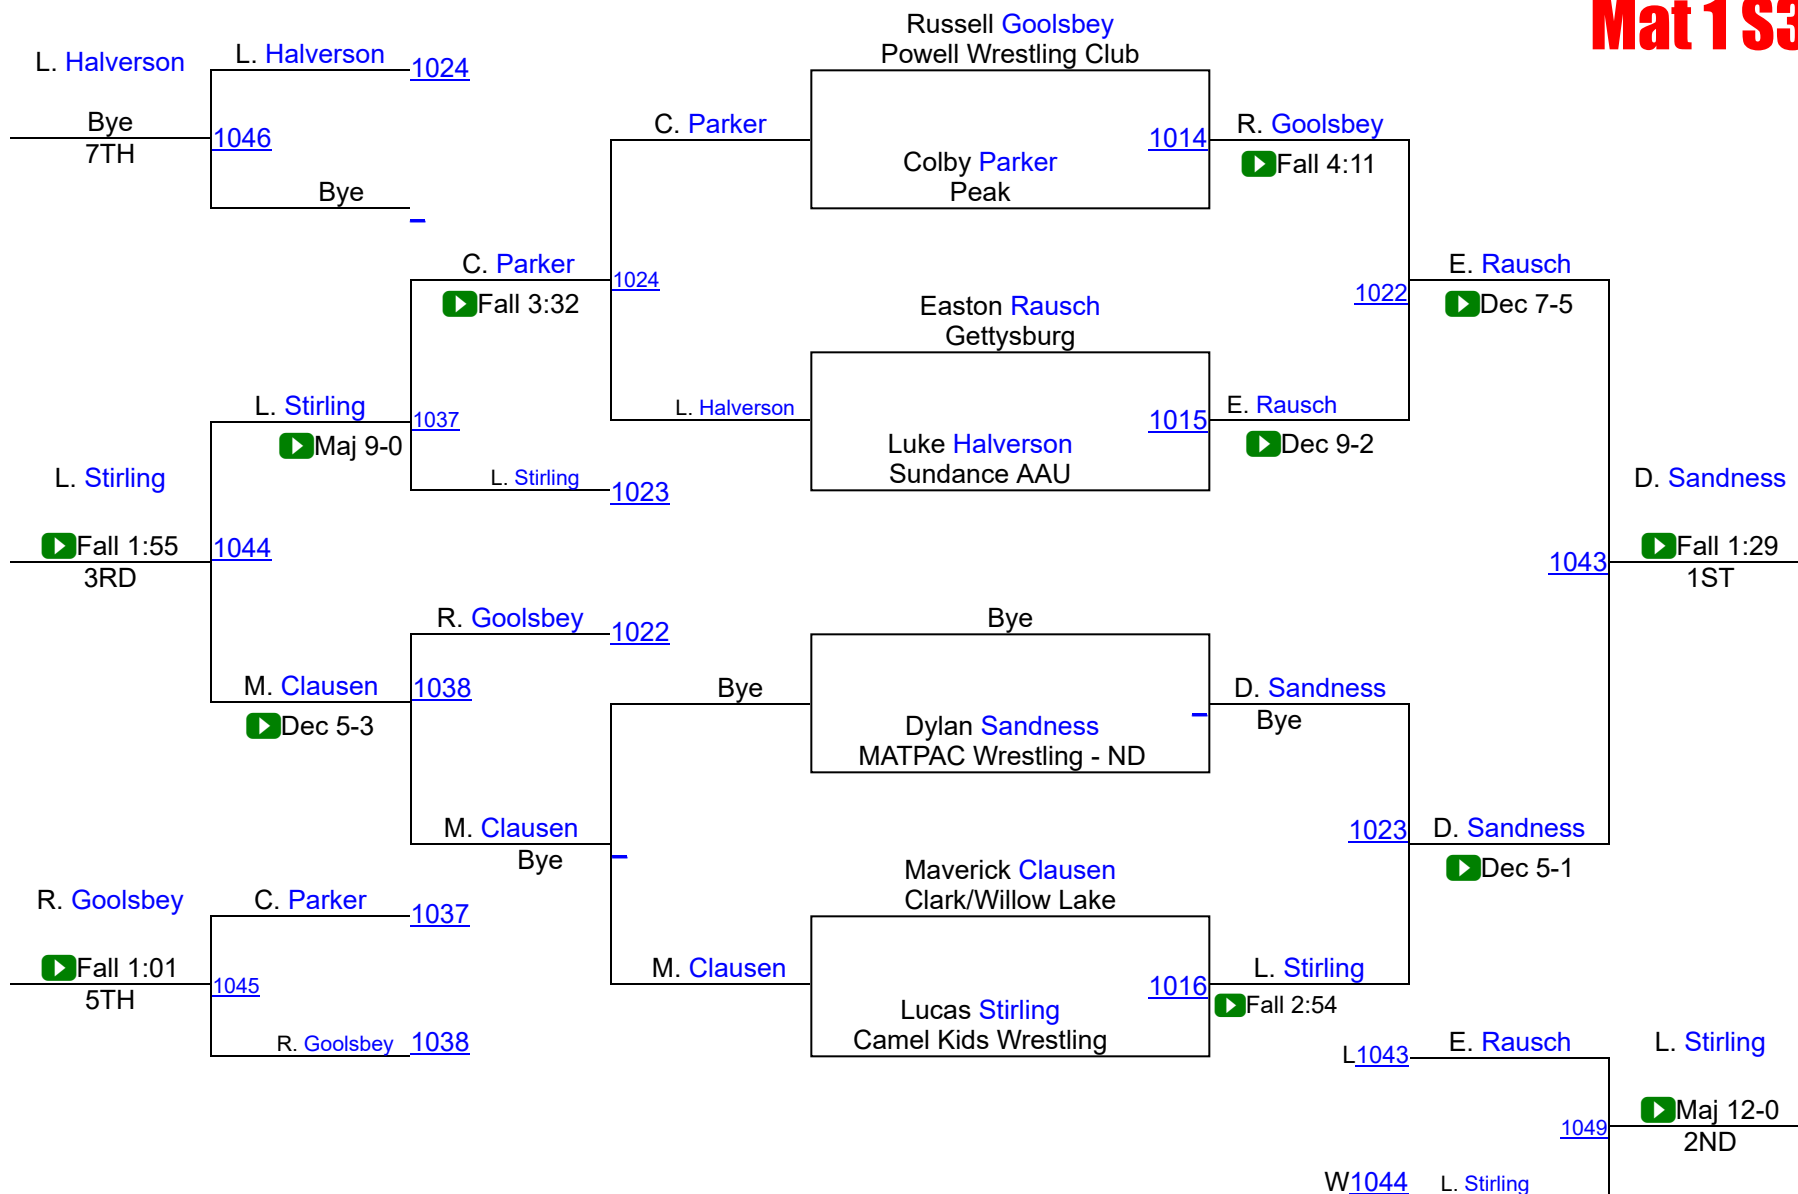 Mat 1 S3
Russell Goolsbey
Powell Wrestling Club
L. Halverson
L. Halverson
1024
Bye
7TH
1046
C. Parker
1014
R. Goolsbey
Fall 4:11
Colby Parker
Peak
Bye
C. Parker
Fall 3:32
1024
E. Rausch
Dec 7-5
1022
Easton Rausch
Gettysburg
L. Stirling
Maj 9-0
1037
L. Halverson
1015
E. Rausch
Dec 9-2
Luke Halverson
Sundance AAU
L. Stirling
L. Stirling
1023
D. Sandness
Fall 1:55
3RD
1044
1043
Fall 1:29
1ST
R. Goolsbey
1022
Bye
M. Clausen
1038
Dec 5-3
Bye
D. Sandness
Bye
Dylan Sandness
MATPAC Wrestling - ND
M. Clausen
Bye
1023
D. Sandness
Dec 5-1
Maverick Clausen
Clark/Willow Lake
R. Goolsbey
C. Parker
1037
Fall 1:01
5TH
1045
M. Clausen
1016
L. Stirling
Fall 2:54
Lucas Stirling
Camel Kids Wrestling
R. Goolsbey
1038
L1043
E. Rausch
L. Stirling
Maj 12-0
2ND
1049
W1044
L. Stirling